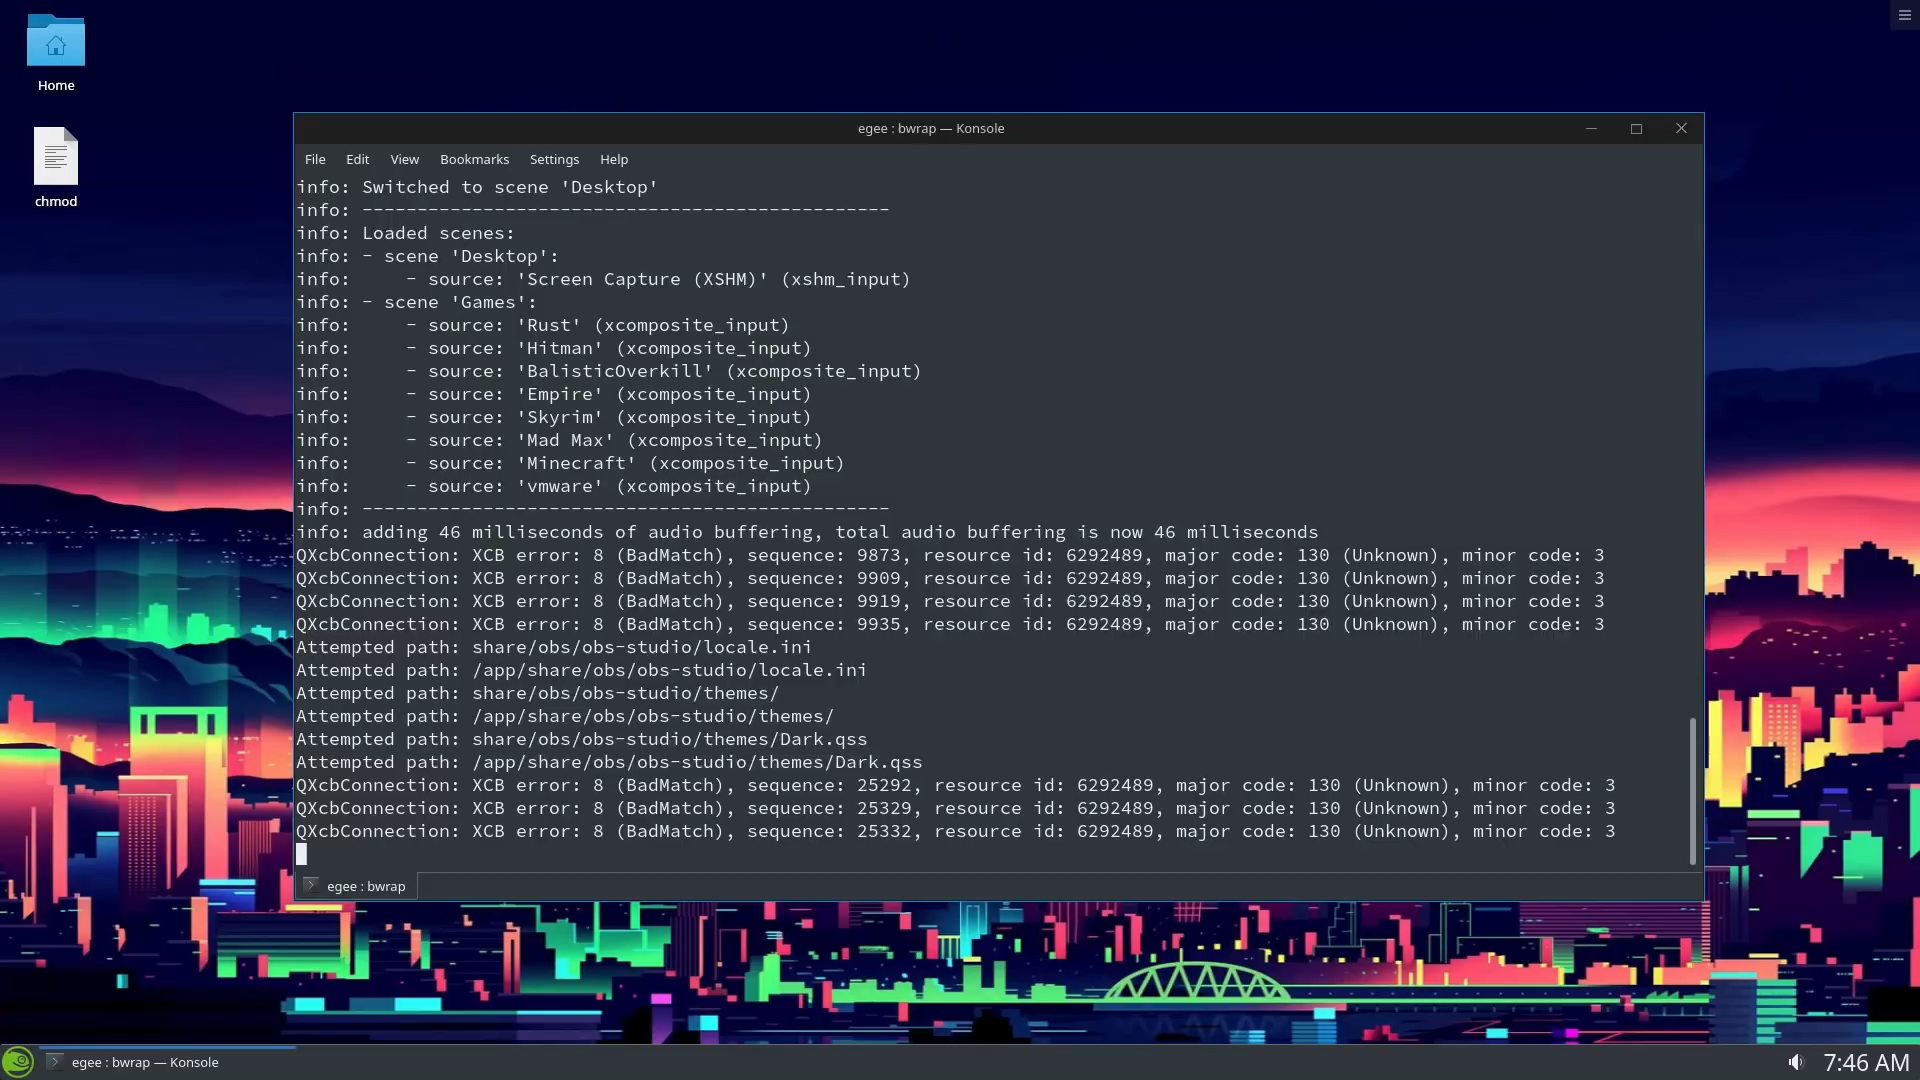 Home
chmod
egee : bwrap — Konsole
File Edit View Bookmarks Settings Help
info: Switched to scene 'Desktop'
info: ------------------------------------------------
info: Loaded scenes:
info: - scene 'Desktop':
info:     - source: 'Screen Capture (XSHM)' (xshm_input)
info: - scene 'Games':
info:     - source: 'Rust' (xcomposite_input)
info:     - source: 'Hitman' (xcomposite_input)
info:     - source: 'BalisticOverkill' (xcomposite_input)
info:     - source: 'Empire' (xcomposite_input)
info:     - source: 'Skyrim' (xcomposite_input)
info:     - source: 'Mad Max' (xcomposite_input)
info:     - source: 'Minecraft' (xcomposite_input)
info:     - source: 'vmware' (xcomposite_input)
info: ------------------------------------------------
info: adding 46 milliseconds of audio buffering, total audio buffering is now 46 milliseconds
QXcbConnection: XCB error: 8 (BadMatch), sequence: 9873, resource id: 6292489, major code: 130 (Unknown), minor code: 3
QXcbConnection: XCB error: 8 (BadMatch), sequence: 9909, resource id: 6292489, major code: 130 (Unknown), minor code: 3
QXcbConnection: XCB error: 8 (BadMatch), sequence: 9919, resource id: 6292489, major code: 130 (Unknown), minor code: 3
QXcbConnection: XCB error: 8 (BadMatch), sequence: 9935, resource id: 6292489, major code: 130 (Unknown), minor code: 3
Attempted path: share/obs/obs-studio/locale.ini
Attempted path: /app/share/obs/obs-studio/locale.ini
Attempted path: share/obs/obs-studio/themes/
Attempted path: /app/share/obs/obs-studio/themes/
Attempted path: share/obs/obs-studio/themes/Dark.qss
Attempted path: /app/share/obs/obs-studio/themes/Dark.qss
QXcbConnection: XCB error: 8 (BadMatch), sequence: 25292, resource id: 6292489, major code: 130 (Unknown), minor code: 3
QXcbConnection: XCB error: 8 (BadMatch), sequence: 25329, resource id: 6292489, major code: 130 (Unknown), minor code: 3
QXcbConnection: XCB error: 8 (BadMatch), sequence: 25332, resource id: 6292489, major code: 130 (Unknown), minor code: 3
egee : bwrap
egee : bwrap — Konsole
7:46 AM